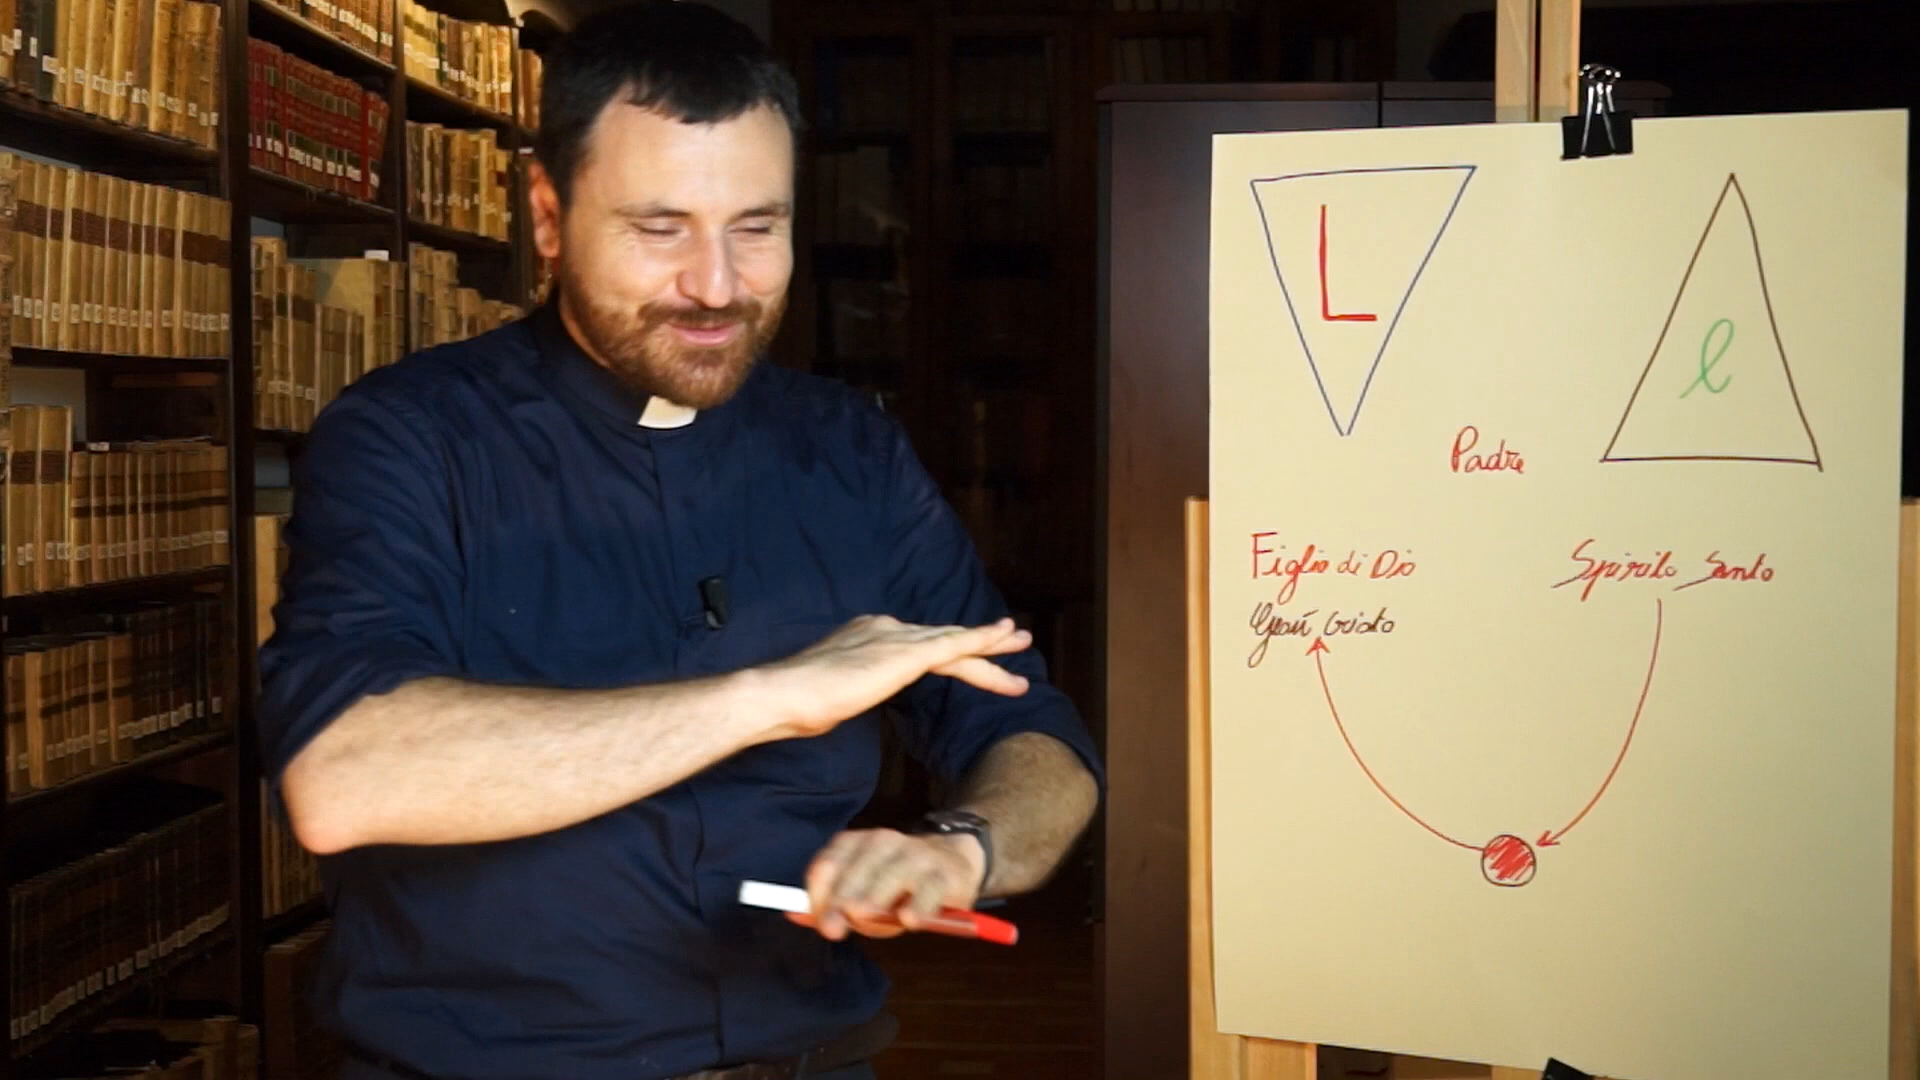 L
l
Padre
Figlio di Dio
Spirito Santo
Gesù Cristo